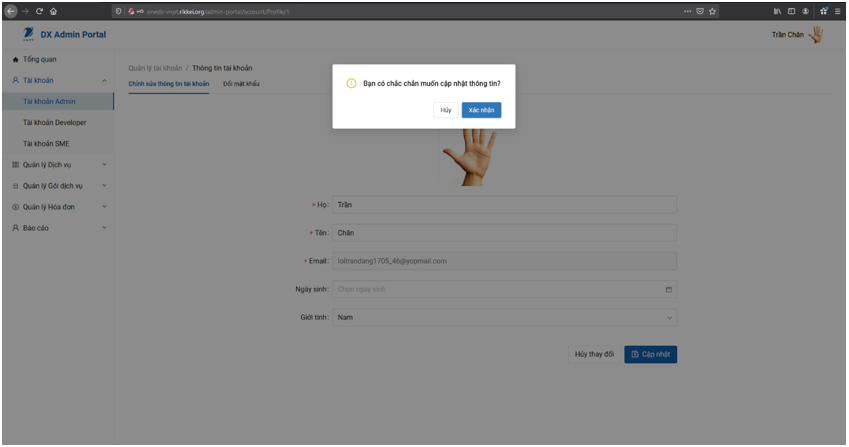 onedx-vnpt.rikkei.org/admin-portal/account/Profile/1
VNPT
DX Admin Portal
Trần Chân
Tổng quan
Tài khoản
Tài khoản Admin
Tài khoản Developer
Tài khoản SME
Quản lý Dịch vụ
Quản lý Gói dịch vụ
Quản lý Hóa đơn
Báo cáo
Quản lý tài khoản / Thông tin tài khoản
Chỉnh sửa thông tin tài khoản Đổi mật khẩu
Bạn có chắc chắn muốn cập nhật thông tin?
Hủy Xác nhận
* Họ: Trần
* Tên: Chân
* Email: loitrandang1705_46@yopmail.com
Ngày sinh: Chọn ngày sinh
Giới tính: Nam
Hủy thay đổi Cập nhật